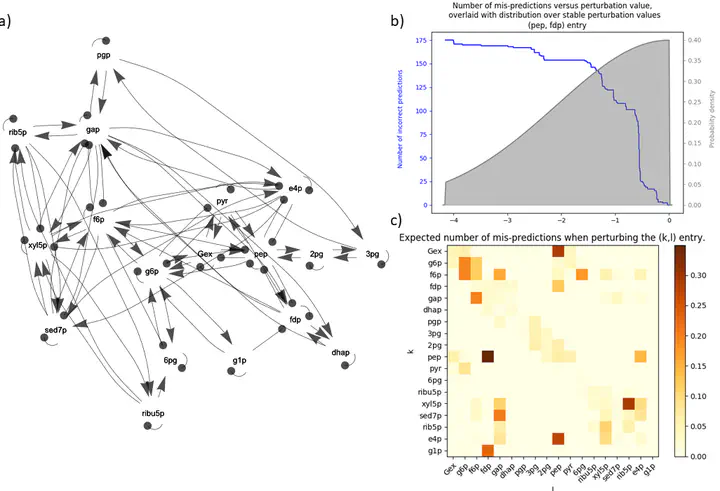 a)
pgp
rib5p
gap
e4p
pyr
f6p
xyl5p
Gex
pep
2pg
3pg
g6p
fdp
sed7p
dhap
6pg
g1p
ribu5p
b)
Number of mis-predictions versus perturbation value,
overlaid with distribution over stable perturbation values
(pep, fdp) entry
Number of incorrect predictions
175
150
125
100
75
50
25
0
−4 −3 −2 −1 0
0.40
0.35
0.30
0.25
0.20
0.15
0.10
0.05
0.00
Probability density
c)
Expected number of mis-predictions when perturbing the (k,l) entry.
k
Gex
g6p
f6p
fdp
gap
dhap
pgp
3pg
2pg
pep
pyr
6pg
ribu5p
xyl5p
sed7p
rib5p
e4p
g1p
Gex g6p f6p fdp gap dhap pgp 3pg 2pg pep pyr 6pg ribu5p xyl5p sed7p rib5p e4p g1p
0.30
0.25
0.20
0.15
0.10
0.05
0.00